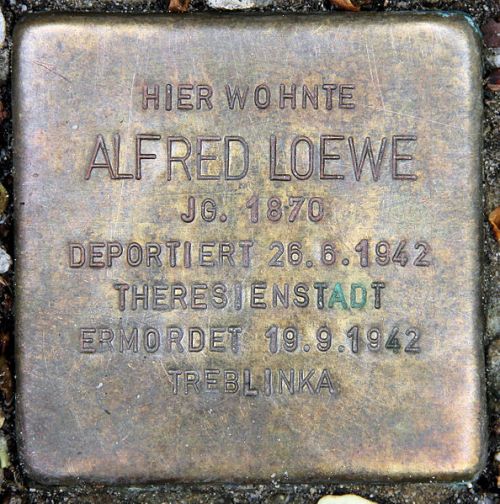 HIER WOHNTE
ALFRED LOEWE
JG. 1870
DEPORTIERT 26.6.1942
THERESIENSTADT
ERMORDET 19.9.1942
TREBLINKA